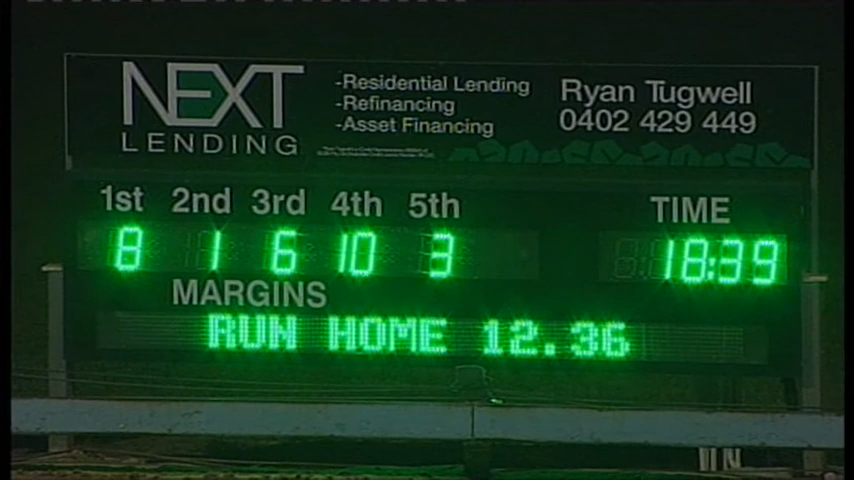 NEXT
LENDING
-Residential Lending
-Refinancing
-Asset Financing
Ryan Tugwell
0402 429 449
1st 2nd 3rd 4th 5th TIME
8 1 6 10 3 18:39
MARGINS
RUN HOME 12.36